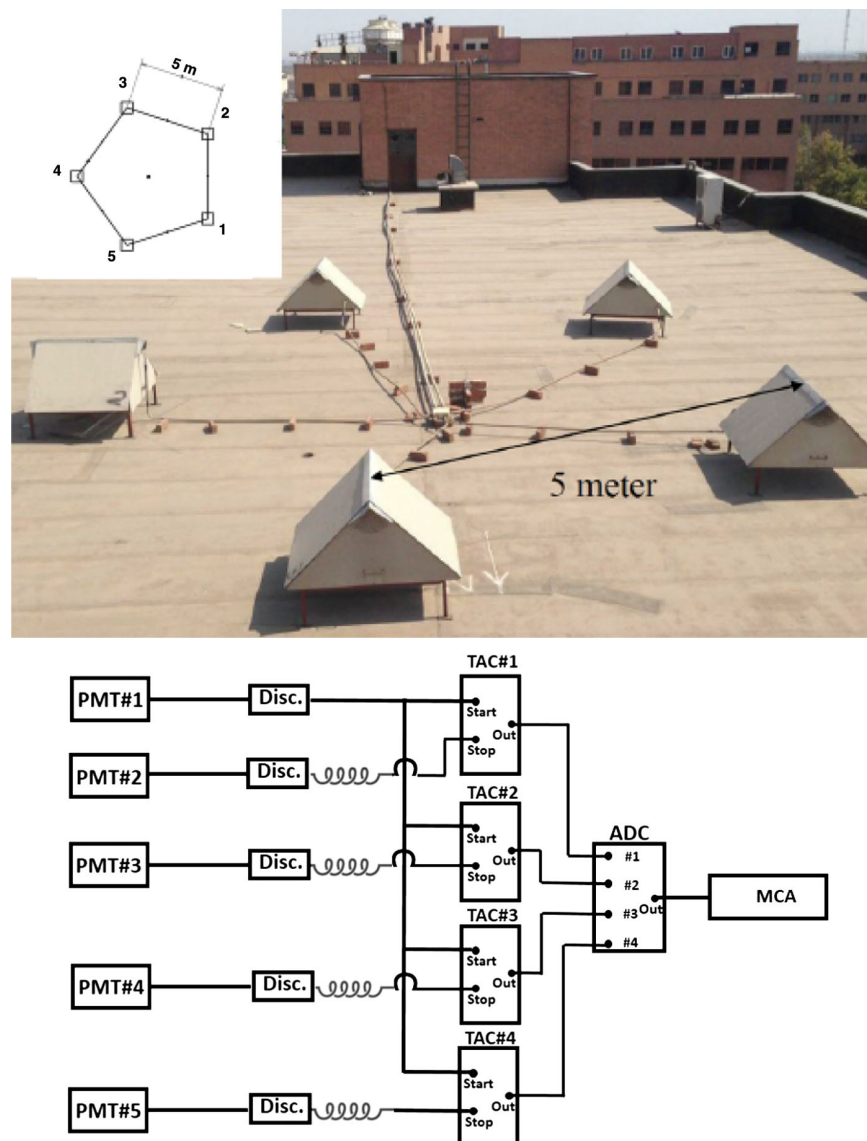 5 m
3
2
4
1
5
5 meter
TAC#1
PMT#1
Disc.
Start
Out
Stop
PMT#2
Disc.
TAC#2
Start
ADC
PMT#3
Disc.
Out
Stop
#1
#2
TAC#3
#3
Out
MCA
#4
Start
Out
PMT#4
Disc.
Stop
TAC#4
Start
Out
PMT#5
Disc.
Stop